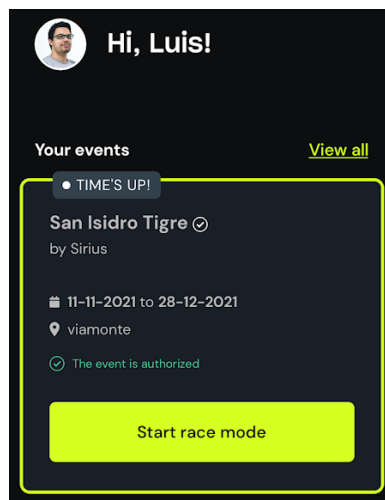 Hi, Luis!
Your events
View all
TIME'S UP!
San Isidro Tigre
by Sirius
11-11-2021 to 28-12-2021
viamonte
The event is authorized
Start race mode